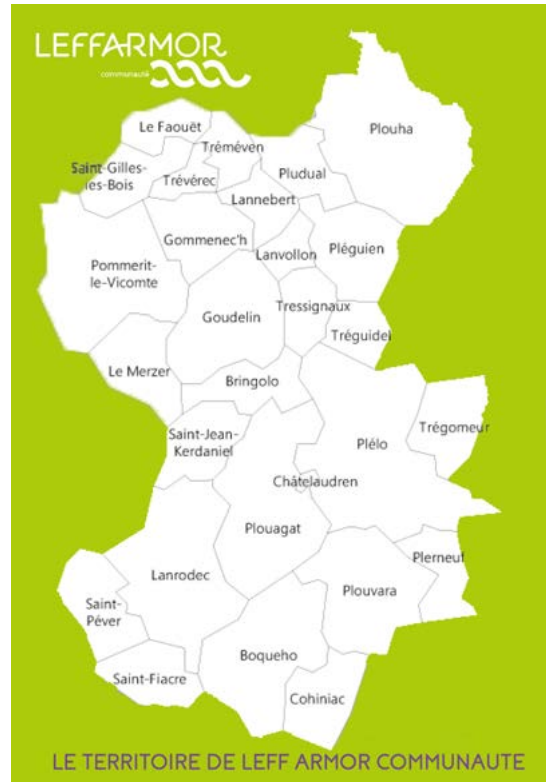 LEFFARMOR
communauté
Plouha
Le Faouët
Tréméven
Saint-Gilles-
les-Bois
Trévérec
Pludual
Lannebert
Gommenec'h
Lanvollon
Pléguien
Pommerit-
le-Vicomte
Goudelin
Tressignaux
Tréguidel
Le Merzer
Bringolo
Trégomeur
Saint-Jean-
Kerdaniel
Plélo
Châtelaudren
Plouagat
Plerneuf
Lanrodec
Plouvara
Saint-
Péver
Boqueho
Saint-Fiacre
Cohiniac
LE TERRITOIRE DE LEFF ARMOR COMMUNAUTE